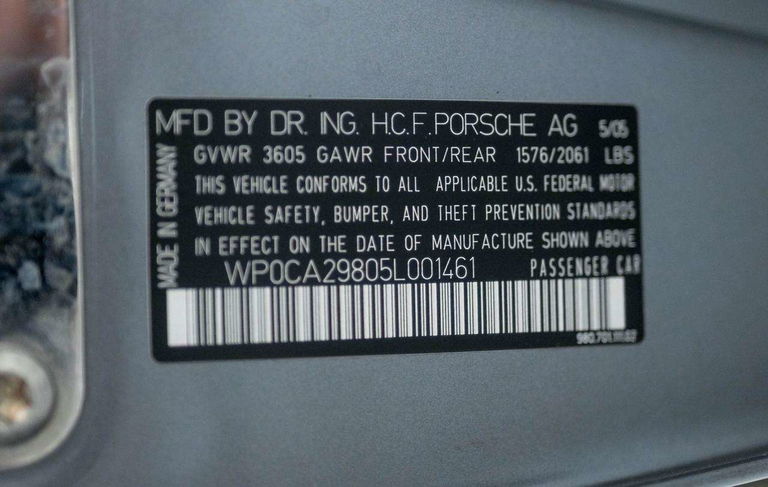 MFD BY DR. ING. H.C.F. PORSCHE AG 5/05
GVWR 3605 GAWR FRONT/REAR 1576/2061 LBS
THIS VEHICLE CONFORMS TO ALL APPLICABLE U.S. FEDERAL MOTOR
VEHICLE SAFETY, BUMPER, AND THEFT PREVENTION STANDARDS
IN EFFECT ON THE DATE OF MANUFACTURE SHOWN ABOVE
WP0CA29805L001461 PASSENGER CAR
MADE IN GERMANY